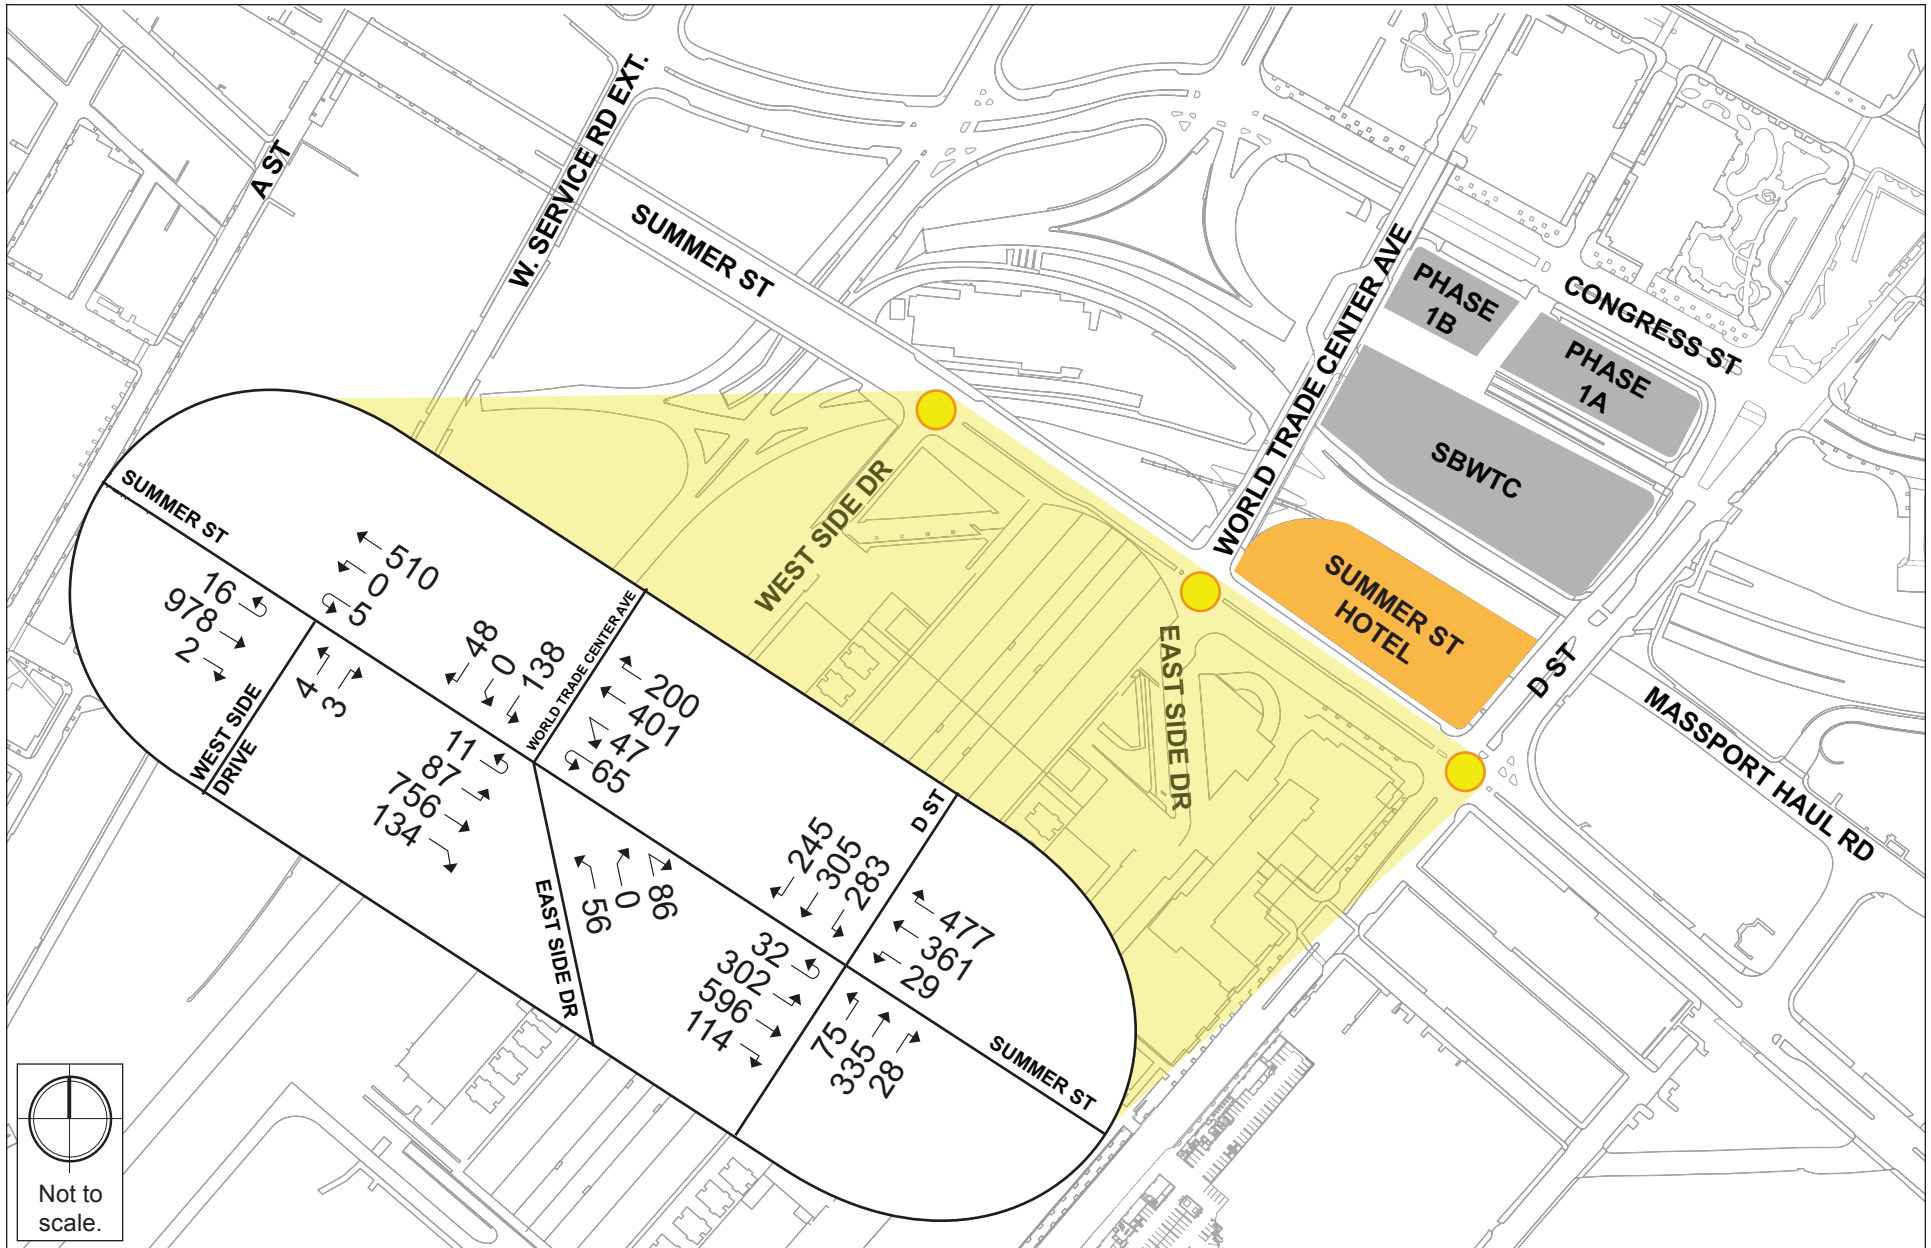 A ST
W. SERVICE RD EXT.
SUMMER ST
WORLD TRADE CENTER AVE
CONGRESS ST
PHASE
1B
PHASE
1A
SBWTC
SUMMER ST
HOTEL
D ST
MASSPORT HAUL RD
WEST SIDE DR
EAST SIDE DR
SUMMER ST
510
0
5
16
978
2
4
3
WEST SIDE
DRIVE
48
0
138
WORLD TRADE CENTER AVE
200
401
47
65
11
87
756
134
56
0
86
EAST SIDE DR
245
305
283
D ST
477
361
29
32
302
596
114
75
335
28
SUMMER ST
Not to
scale.